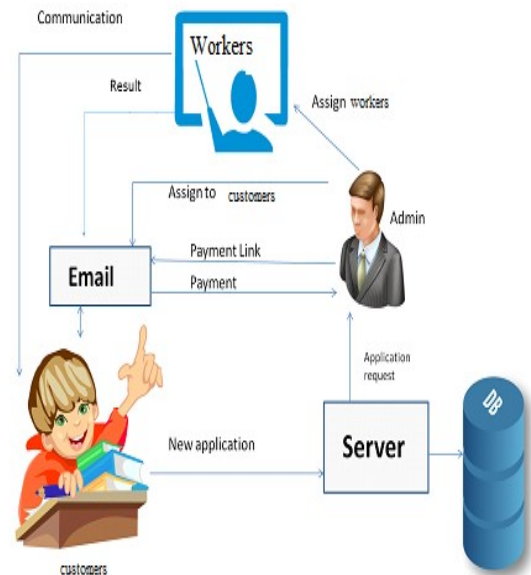 Communication
Workers
Result
Assign workers
Assign to customers
Admin
Payment Link
Email
Payment
Application
request
DB
New application
Server
customers